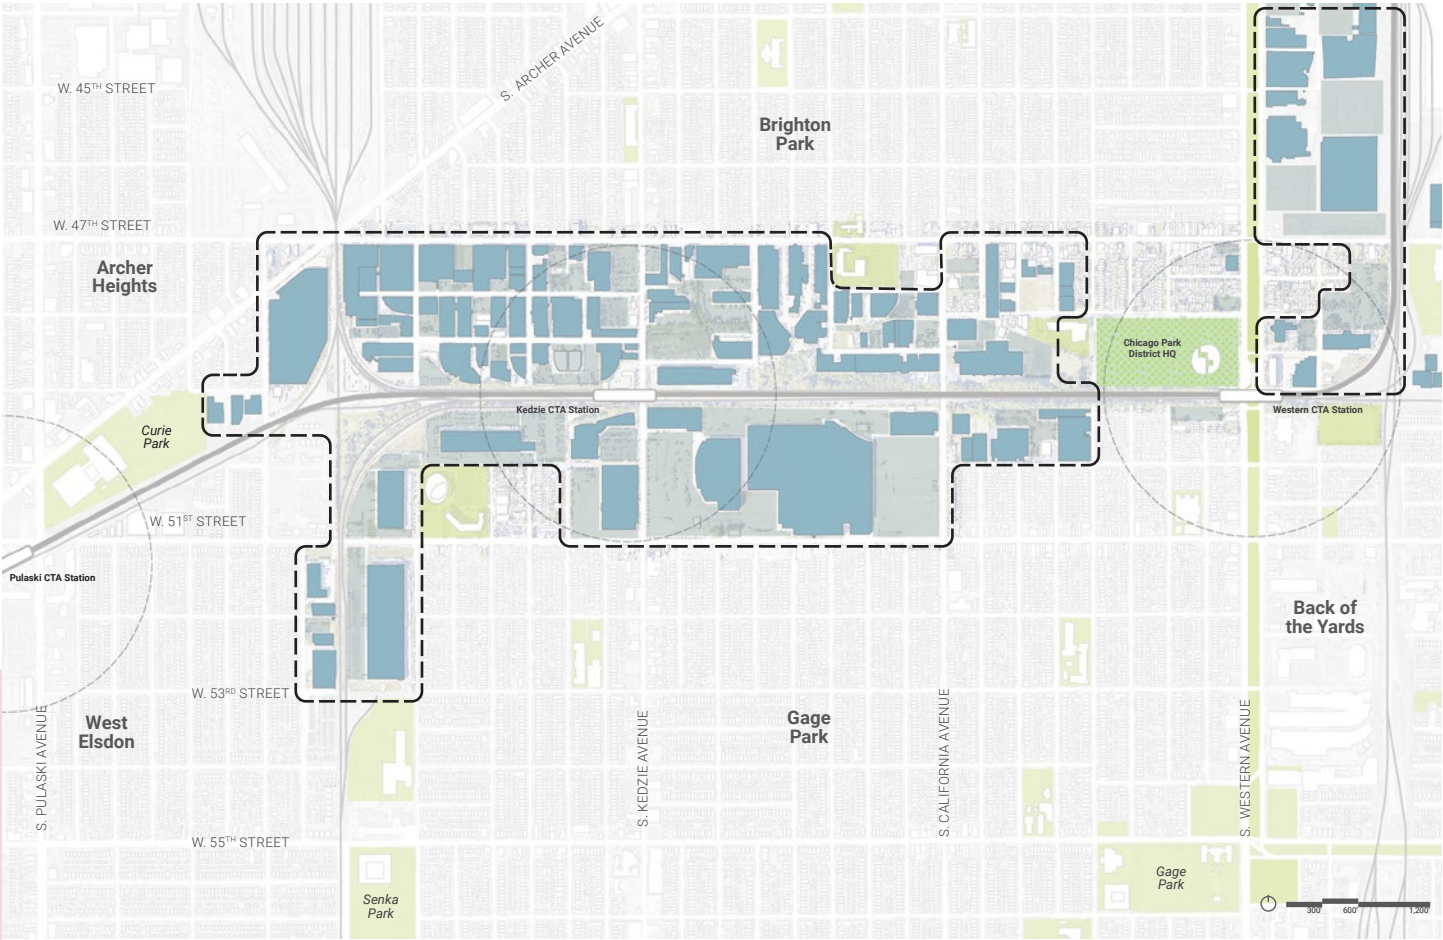 S. ARCHER AVENUE
W. 45TH STREET
Brighton
Park
W. 47TH STREET
Archer
Heights
Chicago Park
District HQ
Kedzie CTA Station
Western CTA Station
Curie
Park
W. 51ST STREET
Pulaski CTA Station
Back of
the Yards
W. 53RD STREET
West
Elsdon
Gage
Park
S. PULASKI AVENUE
S. KEDZIE AVENUE
S. CALIFORNIA AVENUE
S. WESTERN AVENUE
W. 55TH STREET
Senka
Park
Gage
Park
300' 600' 1,200'